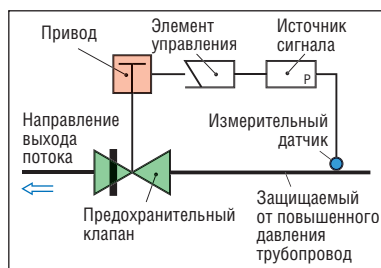 Привод
Элемент
управления
Источник
сигнала
P
Направление
выхода
потока
Измерительный
датчик
Предохранительный
клапан
Защищаемый
от повышенного
давления
трубопровод